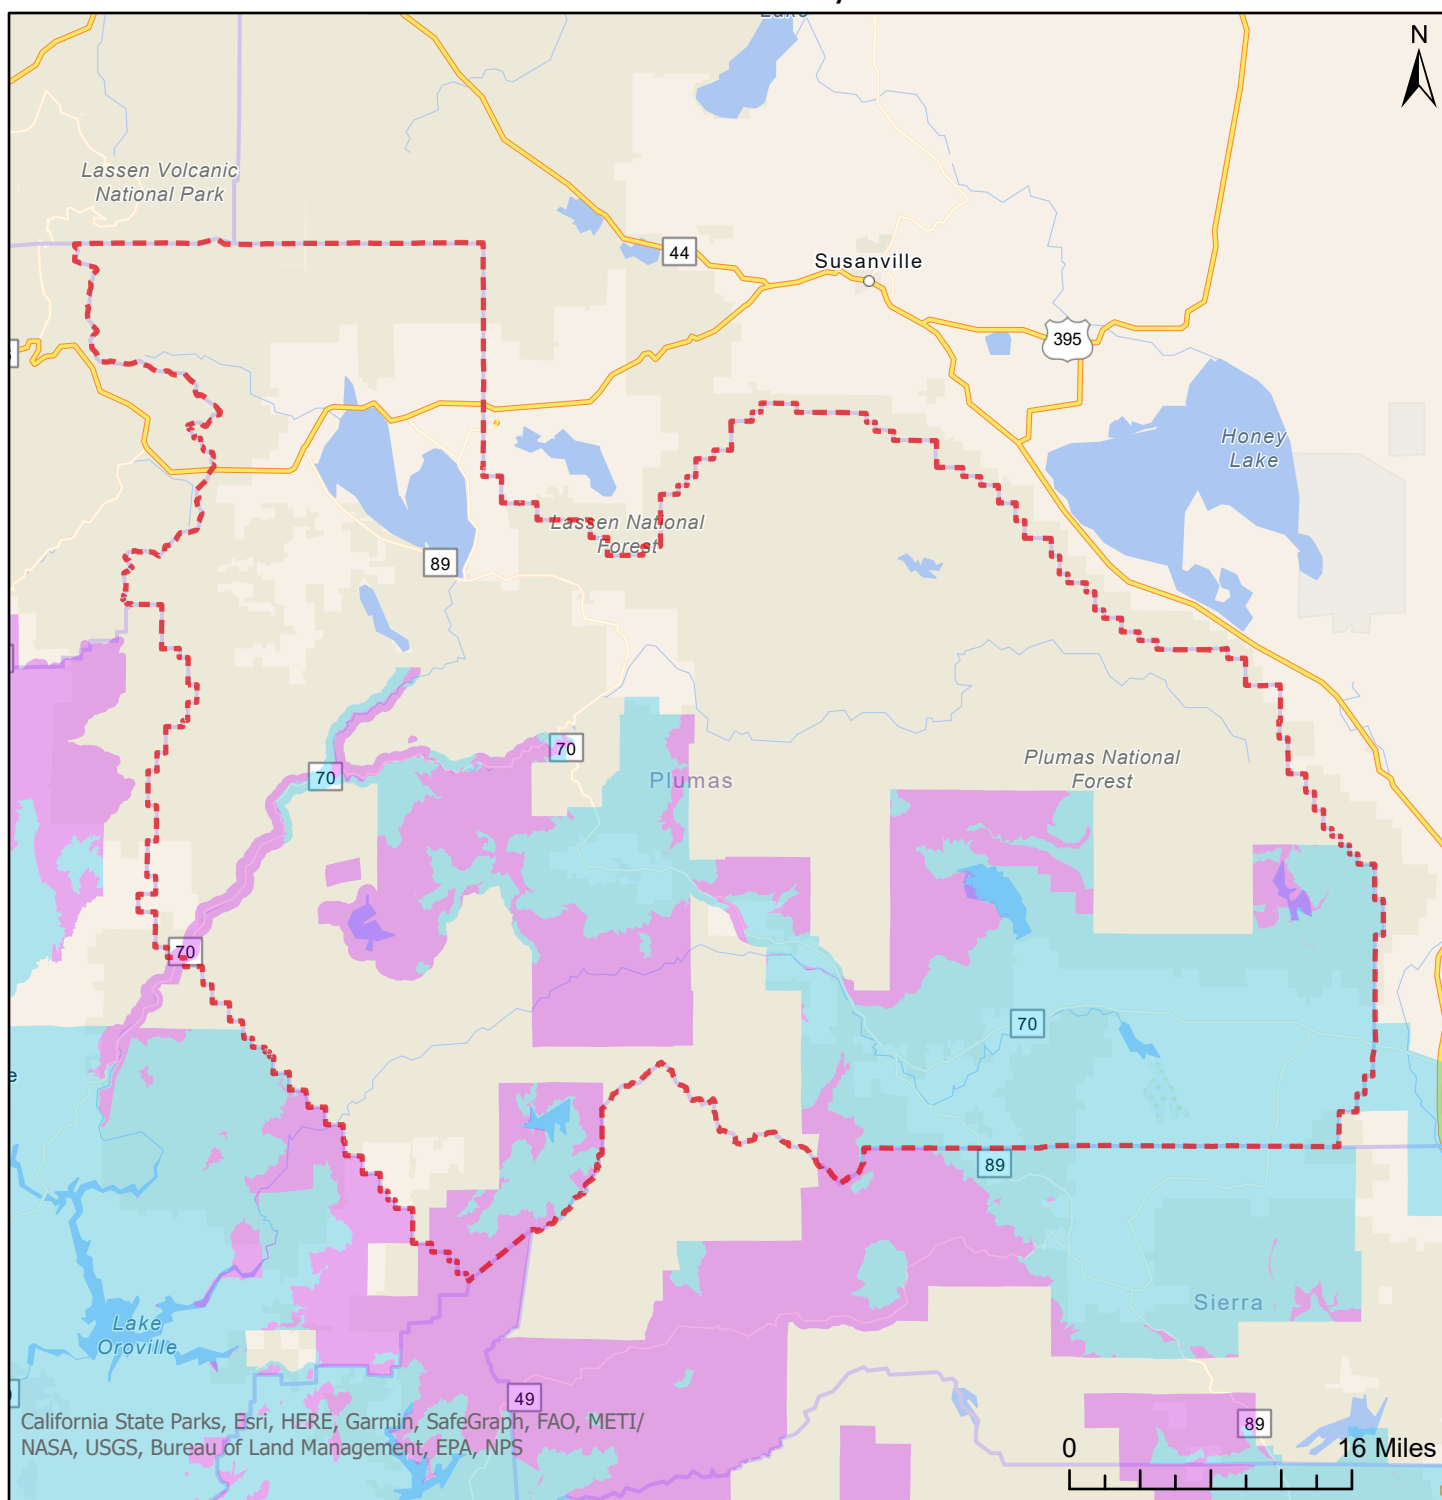 Lake
N
Lassen Volcanic
National Park
44
Susanville
395
Honey
Lake
Lassen National
Forest
89
70
70
Plumas
Plumas National
Forest
70
70
89
Sierra
Lake
Oroville
49
89
California State Parks, Esri, HERE, Garmin, SafeGraph, FAO, METI/
NASA, USGS, Bureau of Land Management, EPA, NPS
0 16 Miles